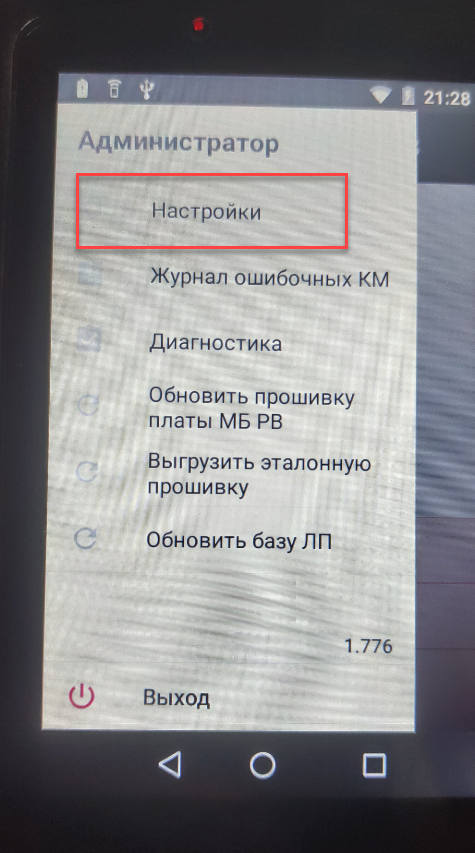 21:28
Администратор
Настройки
Журнал ошибочных КМ
Диагностика
Обновить прошивку
платы МБ РВ
Выгрузить эталонную
прошивку
Обновить базу ЛП
1.776
Выход